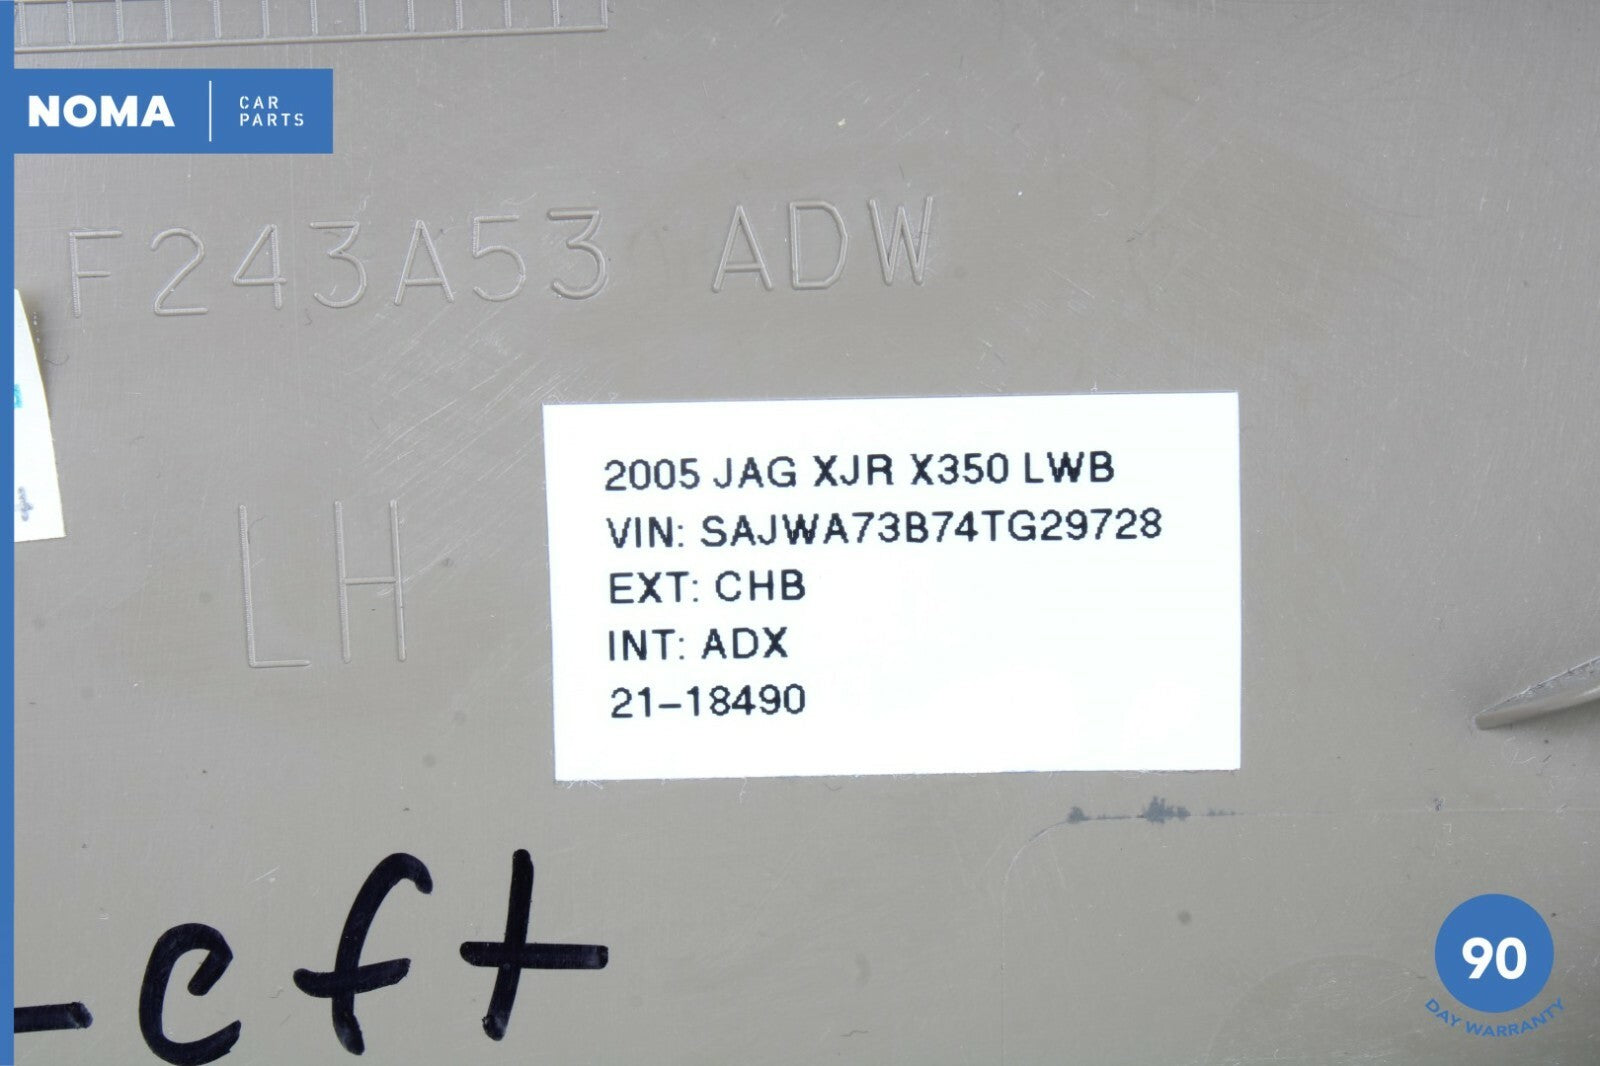 NOMA
CAR
PARTS
F243A53 ADW
LH
2005 JAG XJR X350 LWB
VIN: SAJWA73B74TG29728
EXT: CHB
INT: ADX
21-18490
eft
90
DAY WARRANTY